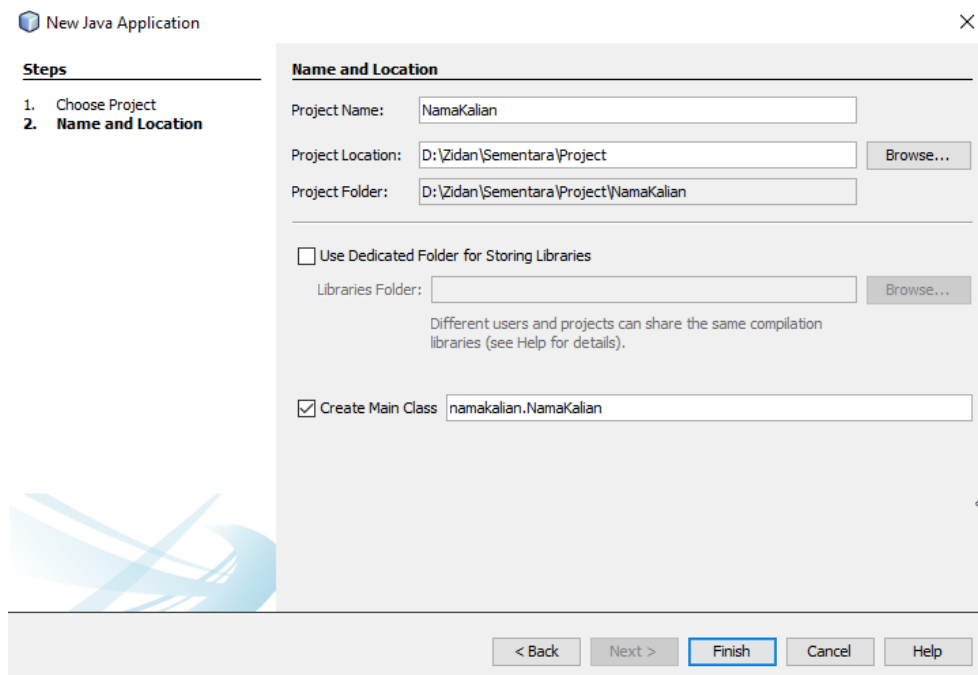 New Java Application
Steps
1. Choose Project
2. Name and Location
Name and Location
Project Name: NamaKalian
Project Location: D:\Zidan\Sementara\Project Browse...
Project Folder: D:\Zidan\Sementara\Project\NamaKalian
Use Dedicated Folder for Storing Libraries
Libraries Folder: Browse...
Different users and projects can share the same compilation
libraries (see Help for details).
Create Main Class namakalian.NamaKalian
< Back Next > Finish Cancel Help